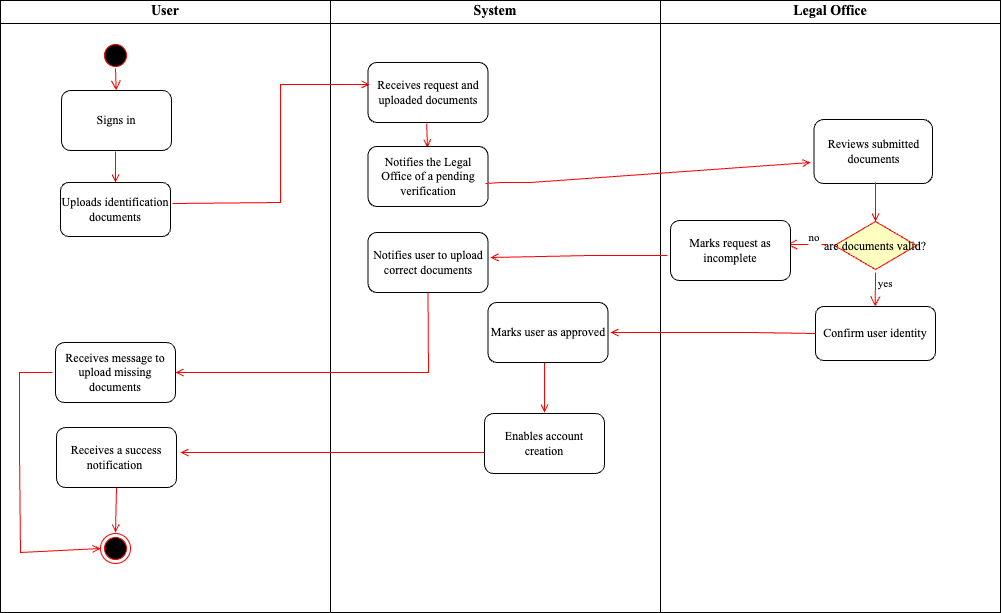 User
System
Legal Office
Signs in
Uploads identification
documents
Receives request and
uploaded documents
Notifies the Legal
Office of a pending
verification
Reviews submitted
documents
are documents valid?
no
yes
Marks request as
incomplete
Notifies user to upload
correct documents
Confirm user identity
Marks user as approved
Receives message to
upload missing
documents
Enables account
creation
Receives a success
notification